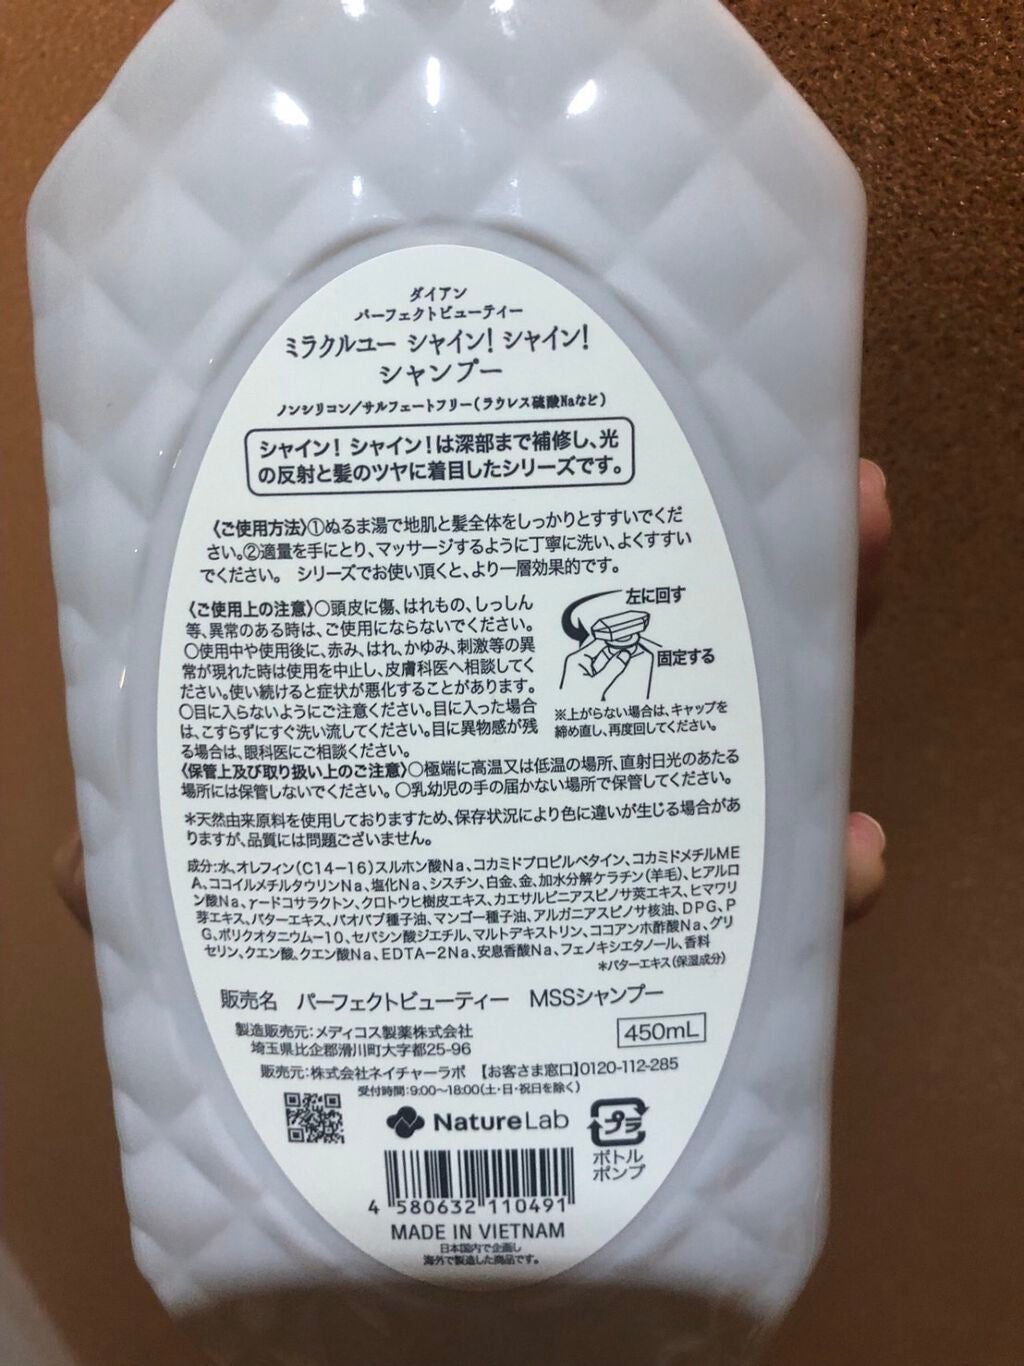 ダイアン
パーフェクトビューティー
ミラクルユー シャイン! シャイン!
シャンプー
ノンシリコン/サルフェートフリー(ラウレス硫酸Naなど)
シャイン! シャイン!は深部まで補修し、光
の反射と髪のツヤに着目したシリーズです。
〈ご使用方法〉①ぬるま湯で地肌と髪全体をしっかりとすすいでくだ
さい。②適量を手にとり、マッサージするように丁寧に洗い、よくすすい
でください。 シリーズでお使い頂くと、より一層効果的です。
〈ご使用上の注意〉○頭皮に傷、はれもの、しっしん
等、異常のある時は、ご使用にならないでください。
○使用中や使用後に、赤み、はれ、かゆみ、刺激等の異
常が現れた時は使用を中止し、皮膚科医へ相談してく
ださい。使い続けると症状が悪化することがあります。
○目に入らないようにご注意ください。目に入った場合
は、こすらずにすぐ洗い流してください。目に異物感が残
る場合は、眼科医にご相談ください。
左に回す
固定する
※上がらない場合は、キャップを
締め直し、再度回してください。
〈保管上及び取り扱い上のご注意〉○極端に高温又は低温の場所、直射日光のあたる
場所には保管しないでください。○乳幼児の手の届かない場所で保管してください。
*天然由来原料を使用しておりますため、保存状況により色に違いが生じる場合があ
りますが、品質には問題ございません。
成分:水、オレフィン(C14-16)スルホン酸Na、コカミドプロピルベタイン、コカミドメチルME
A、ココイルメチルタウリンNa、塩化Na、シスチン、白金、金、加水分解ケラチン(羊毛)、ヒアルロ
ン酸Na、γ-ドコサラクトン、クロトウヒ樹皮エキス、カエサルピニアスピノサ莢エキス、ヒマワリ
芽エキス、バターエキス、バオバブ種子油、マンゴー種子油、アルガニアスピノサ核油、DPG、P
G、ポリクオタニウム-10、セバシン酸ジエチル、マルトデキストリン、ココアンホ酢酸Na、グリ
セリン、クエン酸、クエン酸Na、EDTA-2Na、安息香酸Na、フェノキシエタノール、香料
*バターエキス(保湿成分)
販売名 パーフェクトビューティー MSSシャンプー
製造販売元:メディコス製薬株式会社
埼玉県比企郡滑川町大字都25-96
450mL
販売元:株式会社ネイチャーラボ 【お客さま窓口】0120-112-285
受付時間:9:00~18:00(土・日・祝日を除く)
NatureLab
プラ
ボトル
ポンプ
4 580632 110491
MADE IN VIETNAM
日本国内で企画し
海外で製造した商品です。